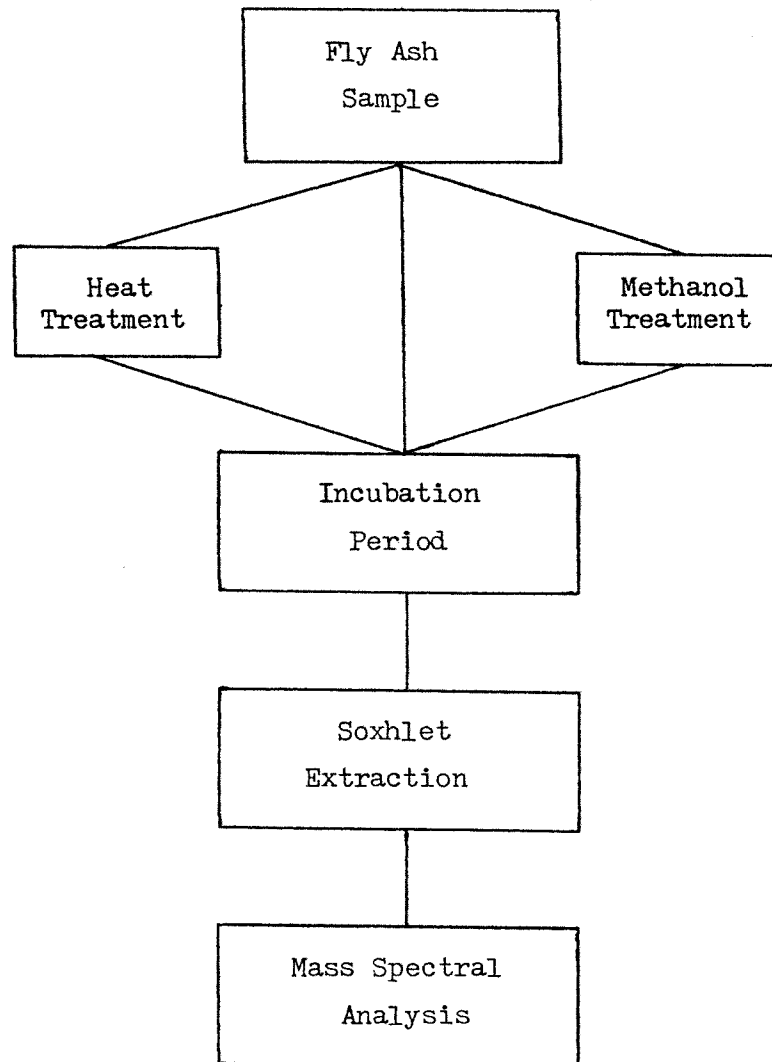 Fly Ash
Sample
Heat
Treatment
Methanol
Treatment
Incubation
Period
Soxhlet
Extraction
Mass Spectral
Analysis